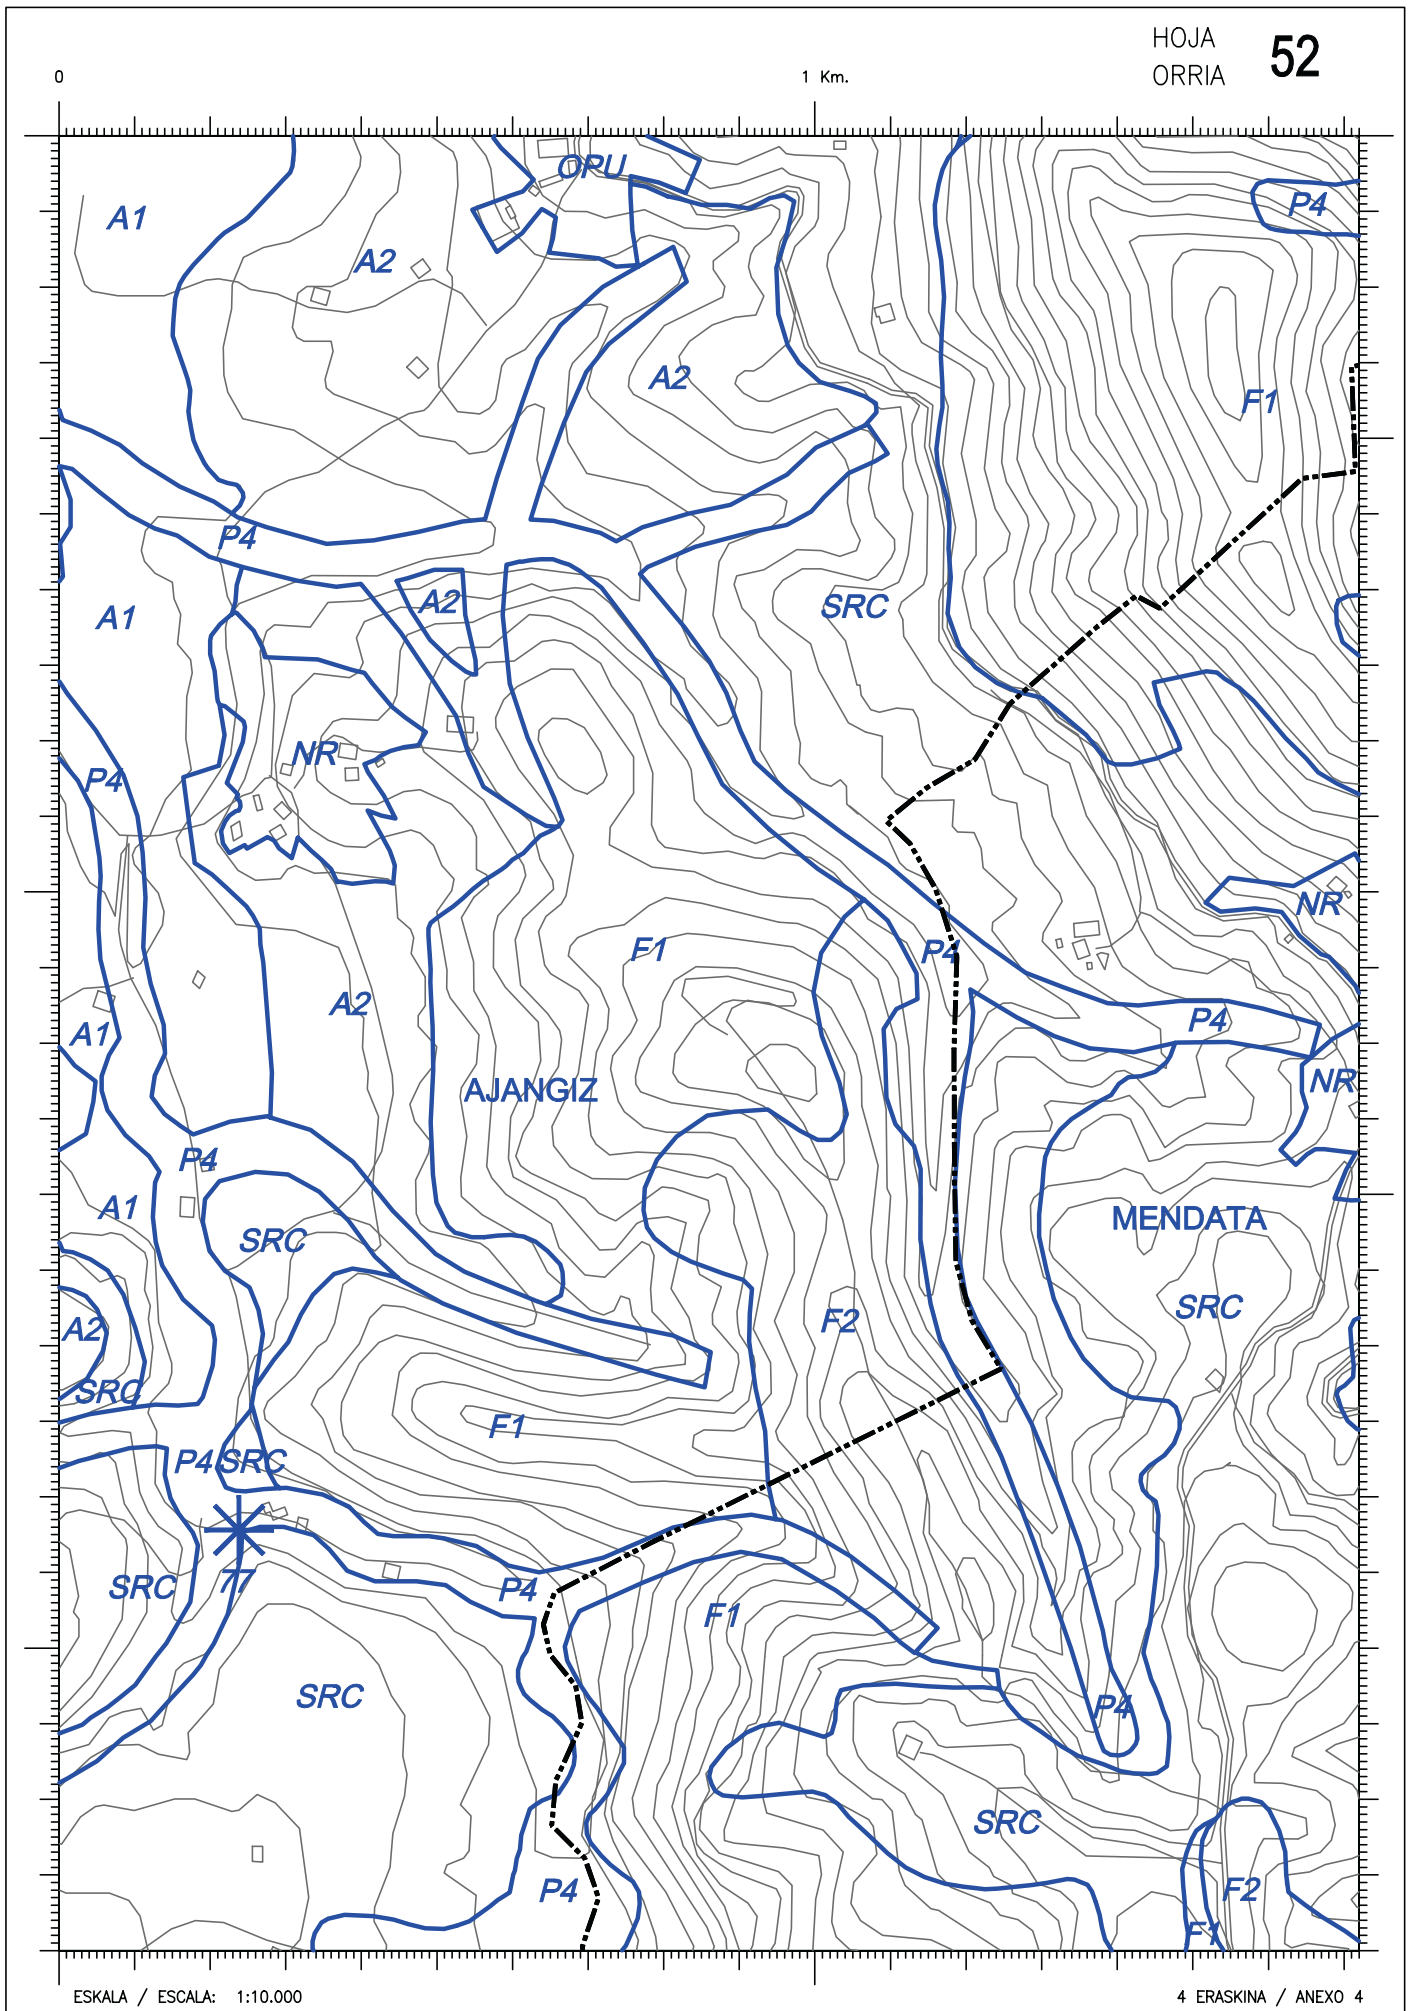 HOJA
ORRIA 52
0 1 Km.
OPU
A1
P4
A2
A2
F1
P4
A2
SRC
A1
NR
P4
NR
F1
P4
A2
P4
A1
NR
AJANGIZ
P4
A1
MENDATA
SRC
SRC
F2
A2
SRC
F1
P4 SRC
77
SRC
P4
F1
SRC
P4
SRC
P4
F2
F1
ESKALA / ESCALA: 1:10.000
4 ERASKINA / ANEXO 4